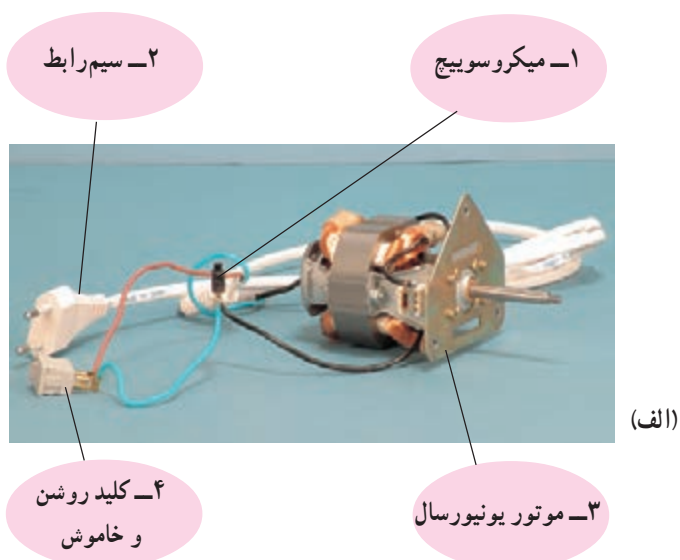 ۱ــ میکروسوییچ
۲ــ سیم‌رابط
(الف)
۳ــ موتور یونیورسال
۴ــ کلید روشن
و خاموش